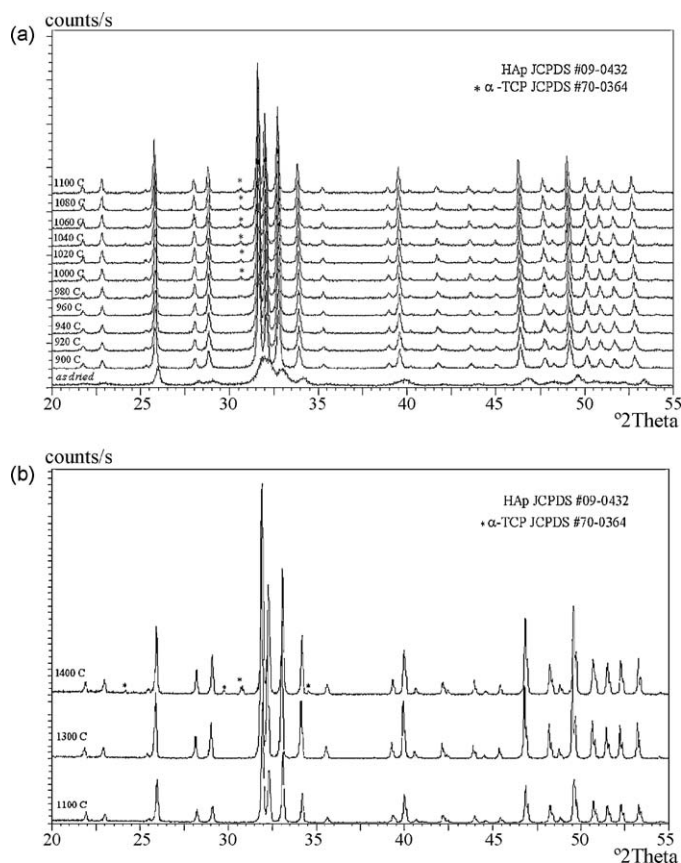 counts/s
(a)
HAp JCPDS #09-0432
* α-TCP JCPDS #70-0364
* 
1100 C
*
1080 C
*
1060 C
*
1040 C
*
1020 C
*
1000 C
980 C
960 C
940 C
920 C
900 C
as dried
20 25 30 35 40 45 50 55
°2Theta
counts/s
(b)
HAp JCPDS #09-0432
* α-TCP JCPDS #70-0364
1400 C * * * *
1300 C
1100 C
20 25 30 35 40 45 50 55
°2Theta